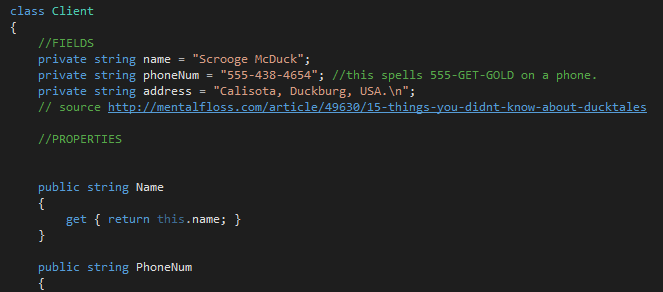 class Client
{
//FIELDS
private string name = "Scrooge McDuck";
private string phoneNum = "555-438-4654"; //this spells 555-GET-GOLD on a phone.
private string address = "Calisota, Duckburg, USA.\n";
// source http://mentalfloss.com/article/49630/15-things-you-didnt-know-about-ducktales
//PROPERTIES
public string Name
{
get { return this.name; }
}
public string PhoneNum
{